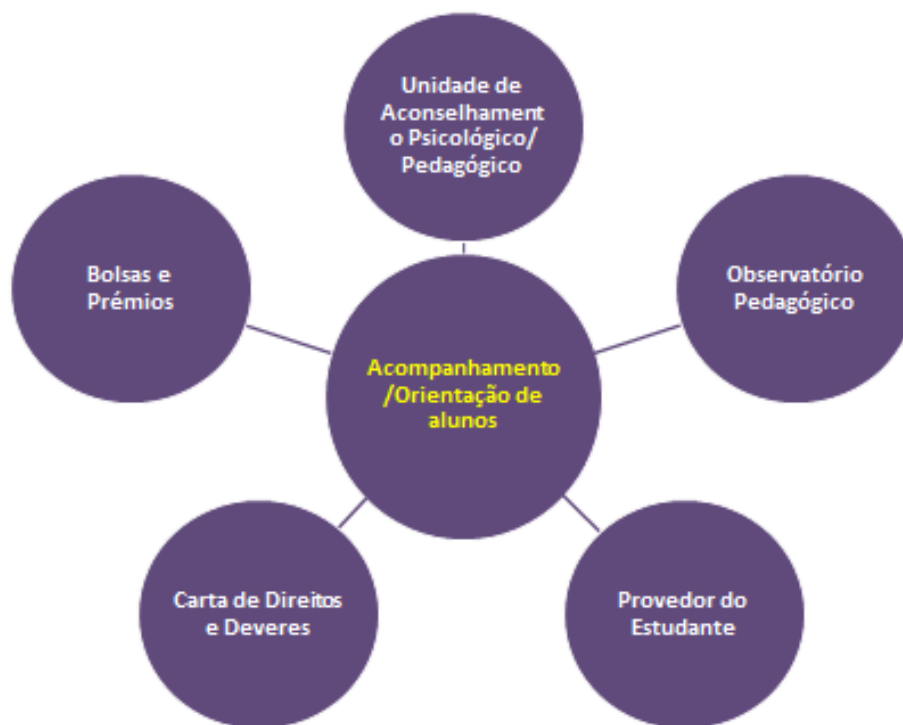 Unidade de
Aconselhament
o Psicológico/
Pedagógico
Bolsas e
Prémios
Observatório
Pedagógico
Acompanhamento
/Orientação de
alunos
Carta de Direitos
e Deveres
Provedor do
Estudante